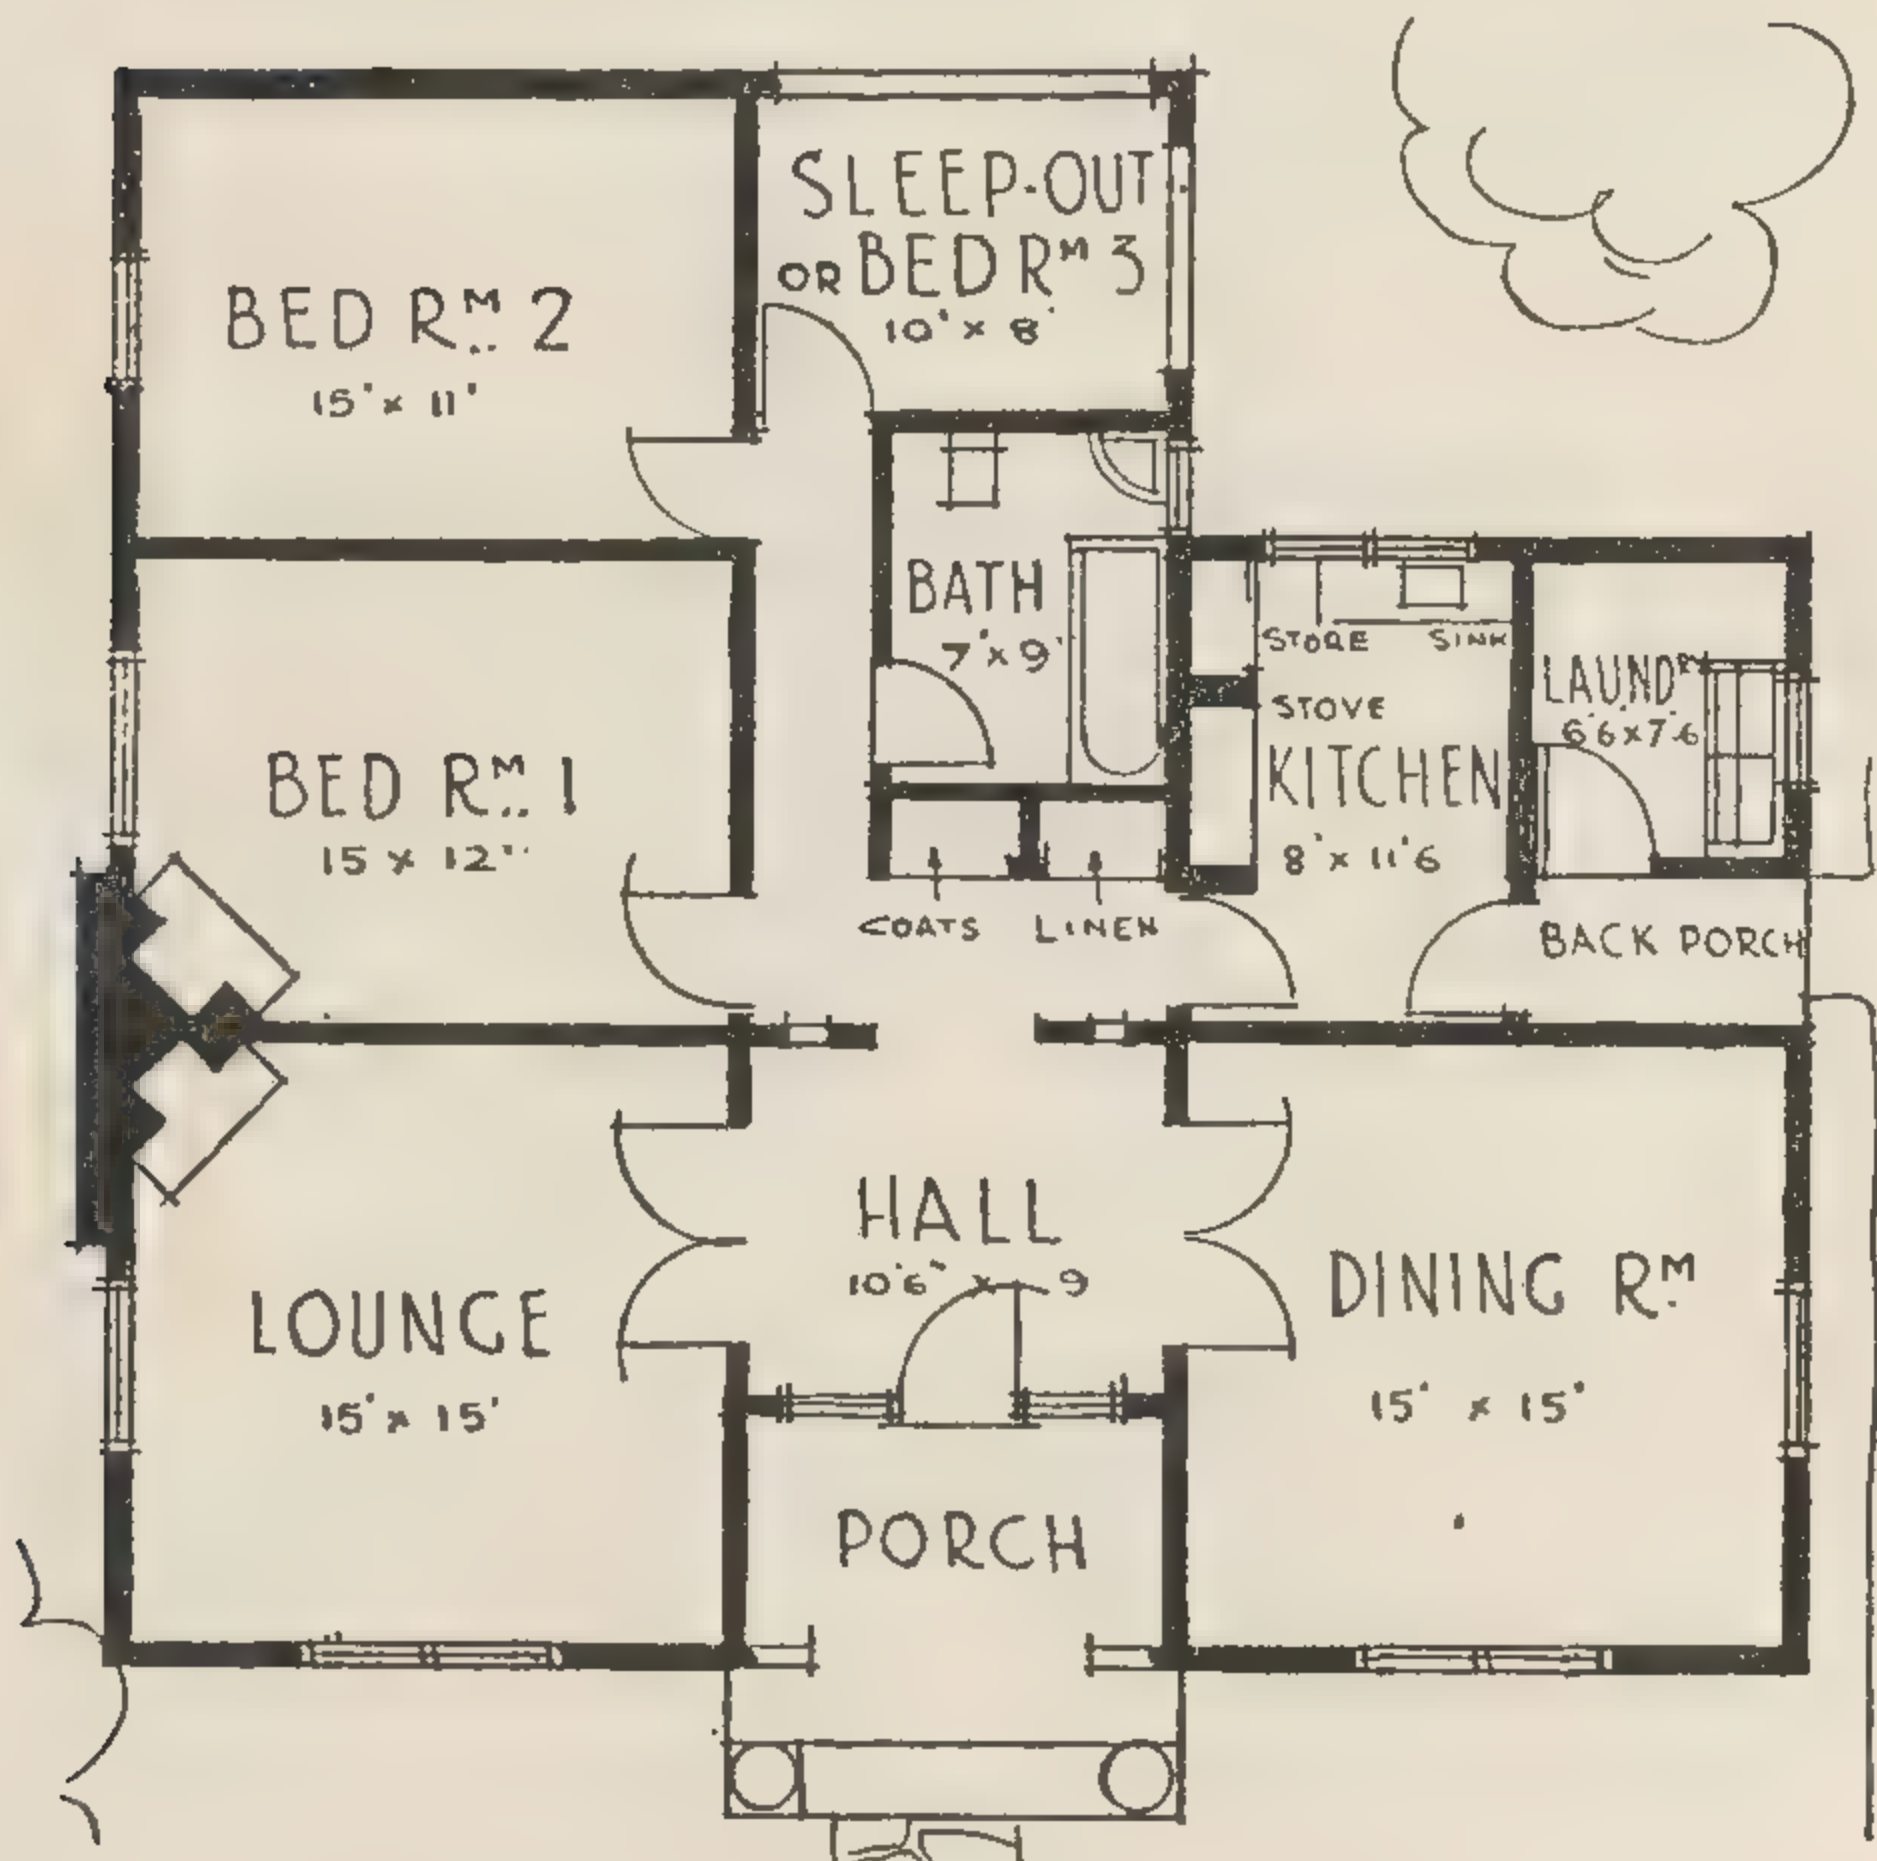 SLEEP-OUT
OR BED RM 3
10' x 8'
BED RM 2
15' x 11'
BATH
7' x 9'
STORE
SINK
LAUNDRY
6'6 x 7'6
STOVE
KITCHEN
8' x 11'6
BED RM 1
15 x 12'
COATS
LINEN
BACK PORCH
HALL
10'6" x 9
LOUNGE
15' x 15'
DINING RM
15' x 15'
PORCH